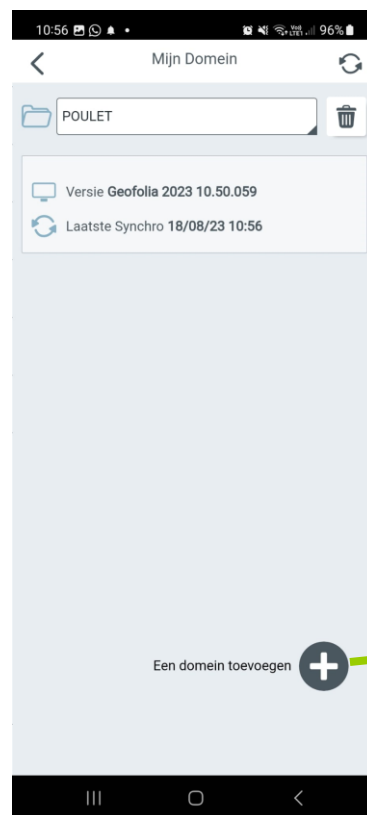 10:56 96%
Mijn Domein
POULET
Versie Geofolia 2023 10.50.059
Laatste Synchro 18/08/23 10:56
Een domein toevoegen